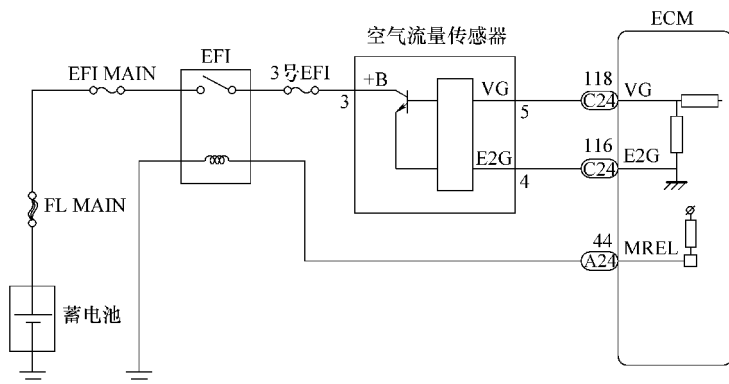 ECM
空气流量传感器
EFI
EFI MAIN
3号EFI
118
+B
VG
C24
VG
3
5
116
E2G
C24
E2G
4
FL MAIN
44
A24
MREL
蓄电池